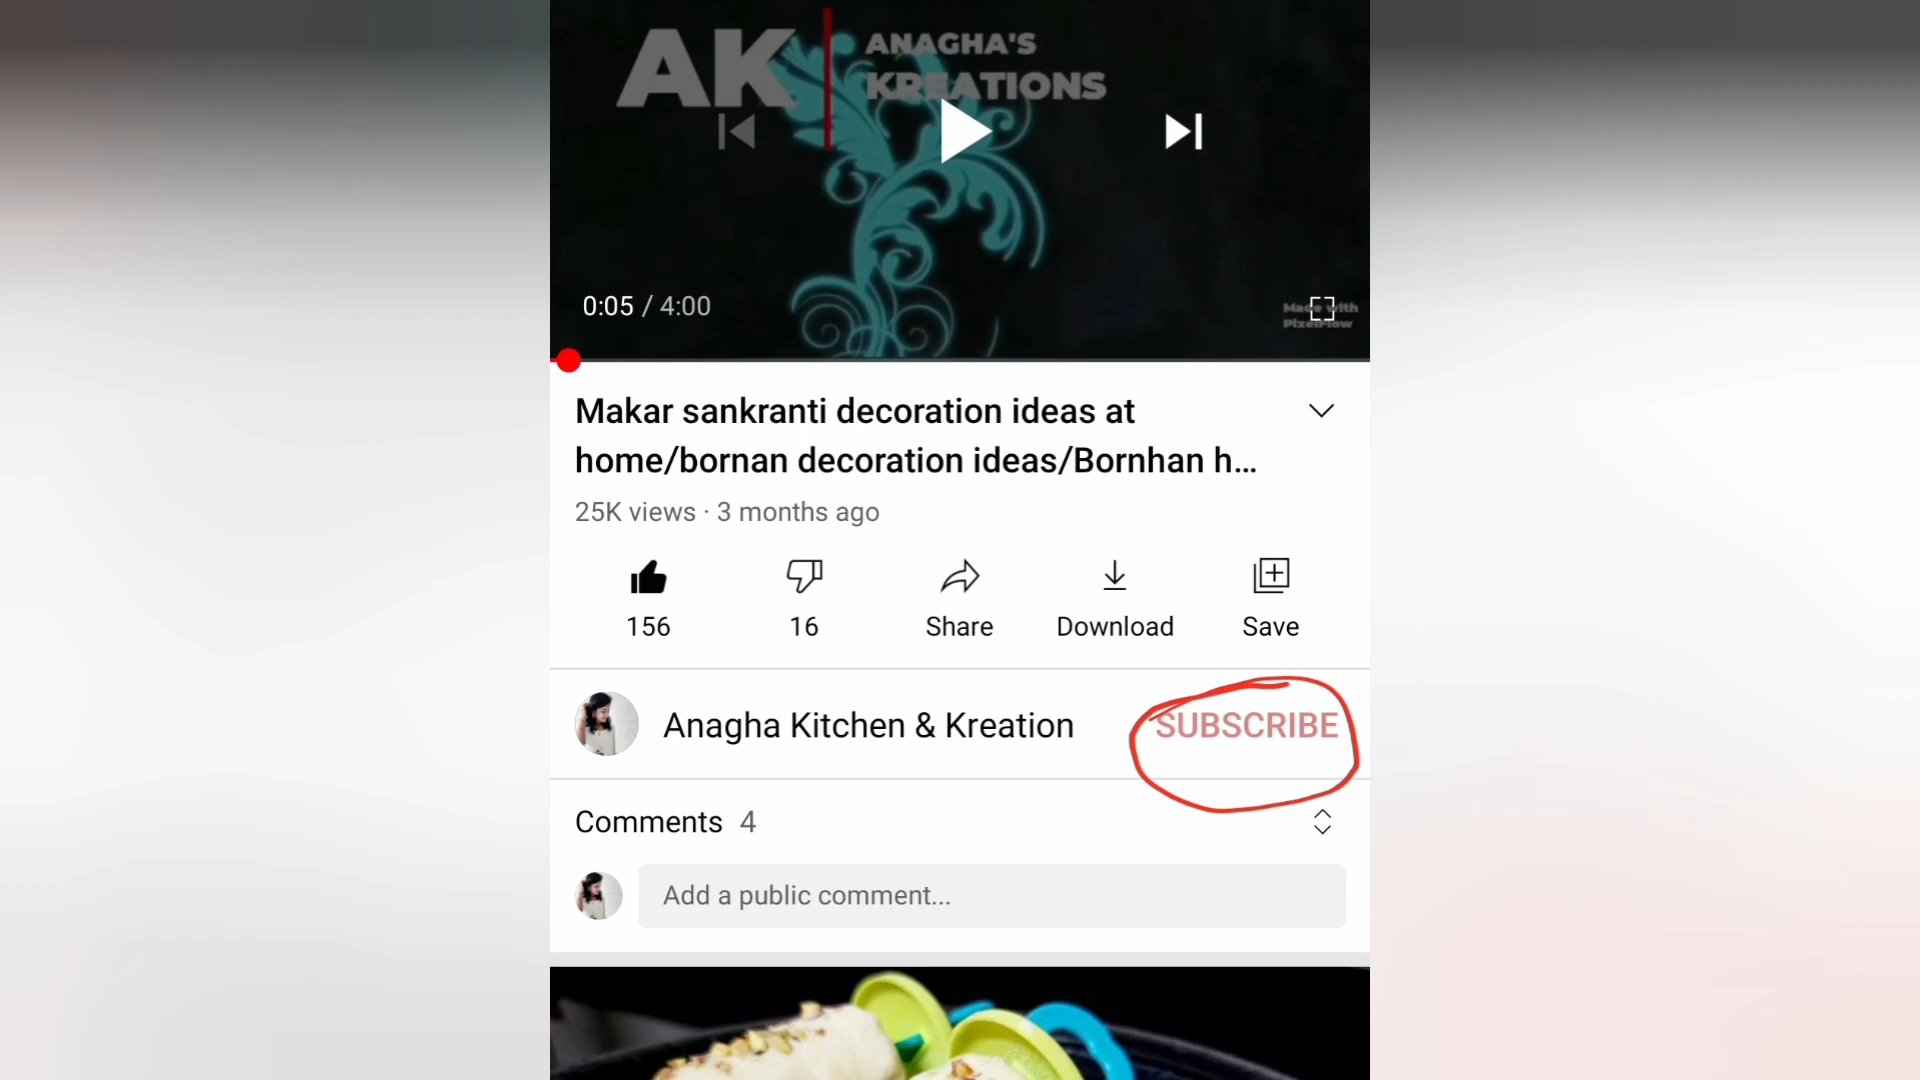 AK
ANAGHA'S
KREATIONS
0:05 / 4:00
Made with
PixelFlow
Makar sankranti decoration ideas at
home/bornan decoration ideas/Bornhan h...
25K views · 3 months ago
156
16
Share
Download
Save
Anagha Kitchen & Kreation
SUBSCRIBE
Comments 4
Add a public comment...